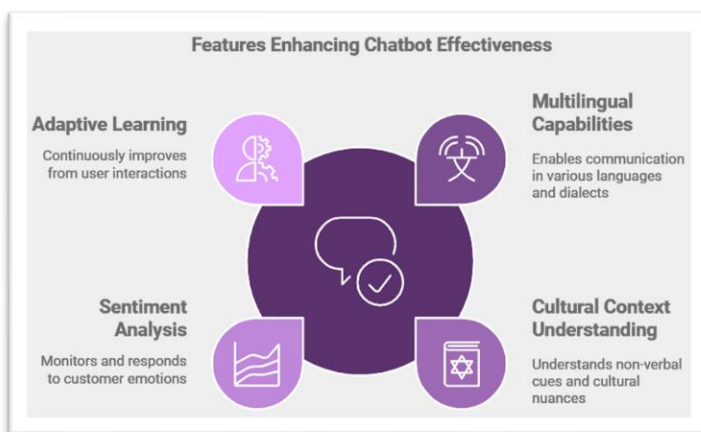 Features Enhancing Chatbot Effectiveness
Adaptive Learning
Continuously improves
from user interactions
Multilingual
Capabilities
Enables communication
in various languages
and dialects
Sentiment
Analysis
Monitors and responds
to customer emotions
Cultural Context
Understanding
Understands non-verbal
cues and cultural
nuances